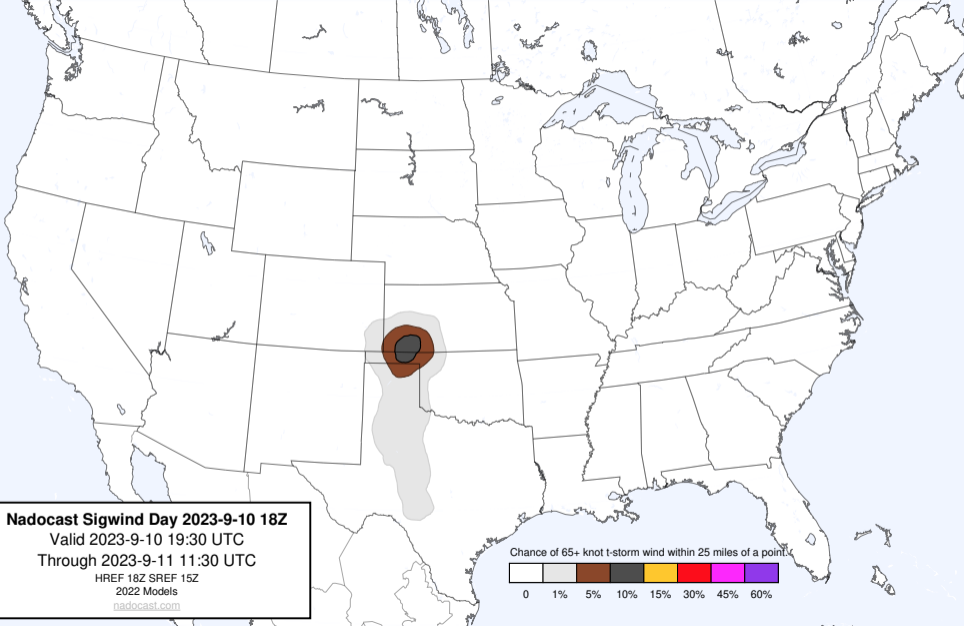 Nadocast Sigwind Day 2023-9-10 18Z
Valid 2023-9-10 19:30 UTC
Through 2023-9-11 11:30 UTC
HREF 18Z SREF 15Z
2022 Models
nadocast.com
Chance of 65+ knot t-storm wind within 25 miles of a point.
0 1% 5% 10% 15% 30% 45% 60%